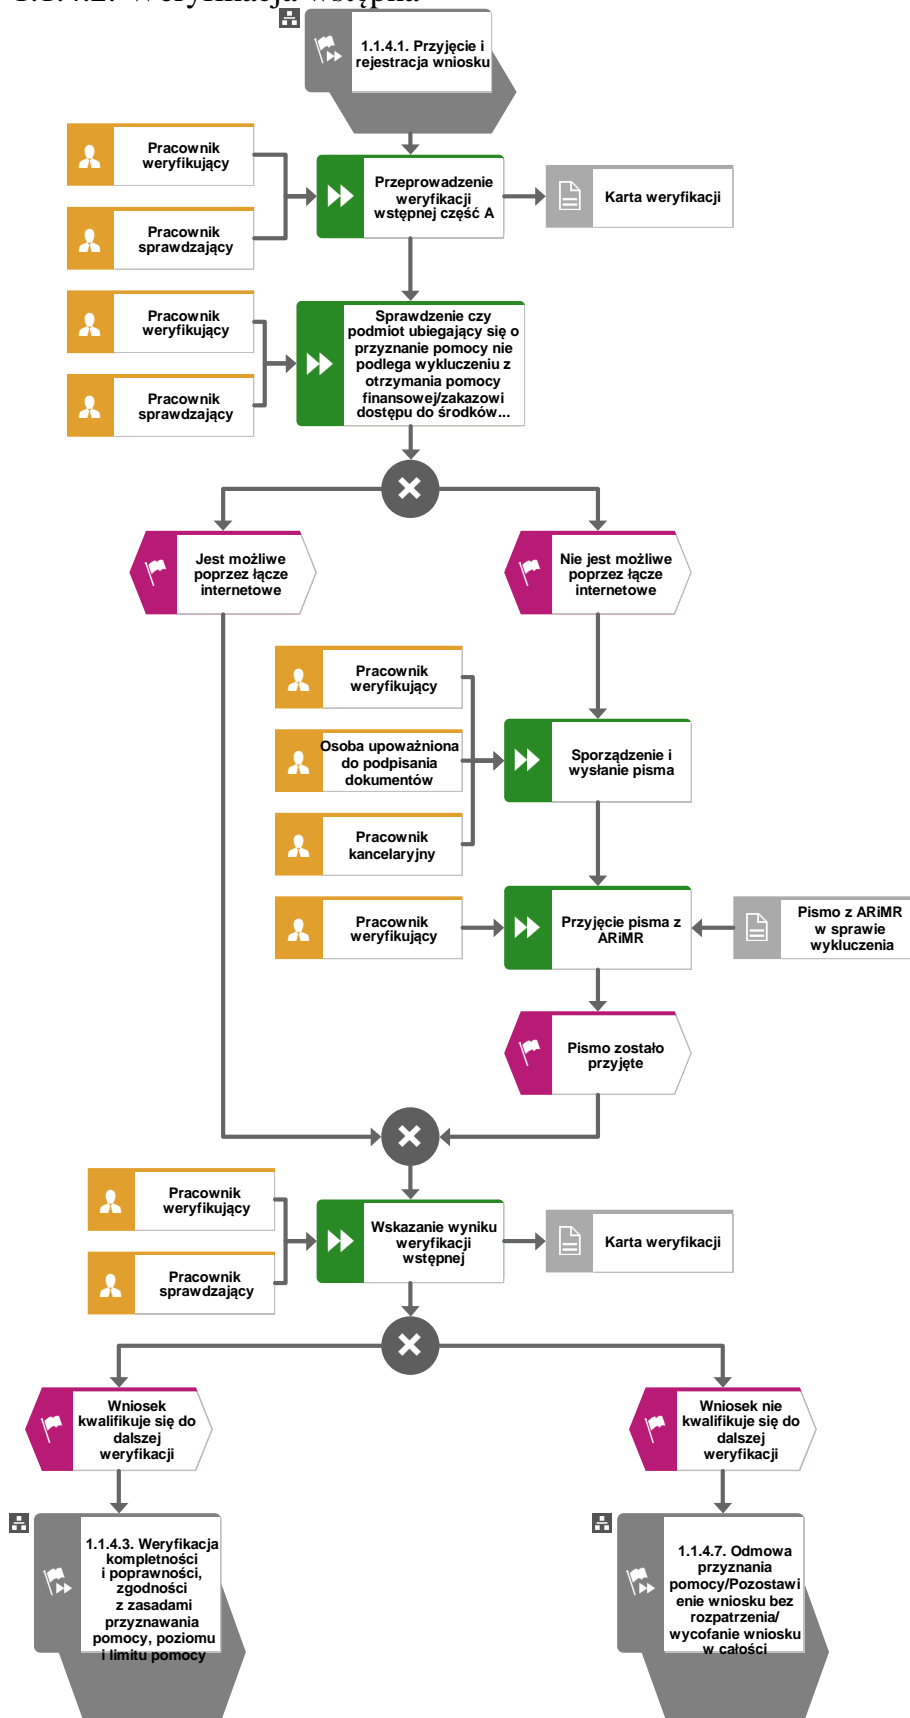 1.1.4.2. Weryfikacja wstępna
1.1.4.1. Przyjęcie i
rejestracja wniosku
Pracownik
weryfikujący
Przeprowadzenie
weryfikacji
wstępnej część A
Karta weryfikacji
Pracownik
sprawdzający
Pracownik
weryfikujący
Sprawdzenie czy
podmiot ubiegający się o
przyznanie pomocy nie
podlega wykluczeniu z
otrzymania pomocy
finansowej/zakazowi
dostępu do środków...
Pracownik
sprawdzający
Jest możliwe
poprzez łącze
internetowe
Nie jest możliwe
poprzez łącze
internetowe
Pracownik
weryfikujący
Osoba upoważniona
do podpisania
dokumentów
Sporządzenie i
wysłanie pisma
Pracownik
kancelaryjny
Pracownik
weryfikujący
Przyjęcie pisma z
ARiMR
Pismo z ARiMR
w sprawie
wykluczenia
Pismo zostało
przyjęte
Pracownik
weryfikujący
Wskazanie wyniku
weryfikacji
wstępnej
Karta weryfikacji
Pracownik
sprawdzający
Wniosek
kwalifikuje się do
dalszej
weryfikacji
Wniosek nie
kwalifikuje się do
dalszej
weryfikacji
1.1.4.3. Weryfikacja
kompletności
i poprawności,
zgodności
z zasadami
przyznawania
pomocy, poziomu
i limitu pomocy
1.1.4.7. Odmowa
przyznania
pomocy/Pozostawi
enie wniosku bez
rozpatrzenia/
wycofanie wniosku
w całości